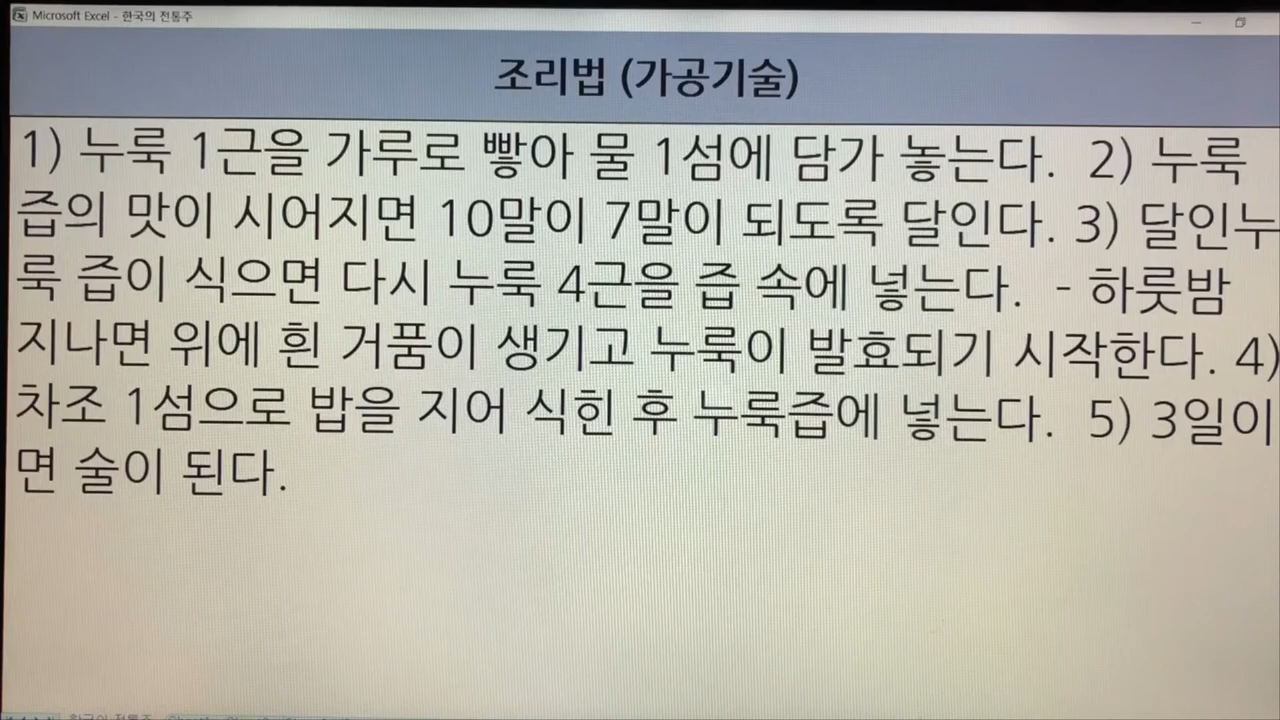 Microsoft Excel - 한국의 전통주
조리법 (가공기술)
1) 누룩 1근을 가루로 빻아 물 1섬에 담가 놓는다. 2) 누룩
즙의 맛이 시어지면 10말이 7말이 되도록 달인다. 3) 달인누
룩 즙이 식으면 다시 누룩 4근을 즙 속에 넣는다. - 하룻밤
지나면 위에 흰 거품이 생기고 누룩이 발효되기 시작한다. 4)
차조 1섬으로 밥을 지어 식힌 후 누룩즙에 넣는다. 5) 3일이
면 술이 된다.